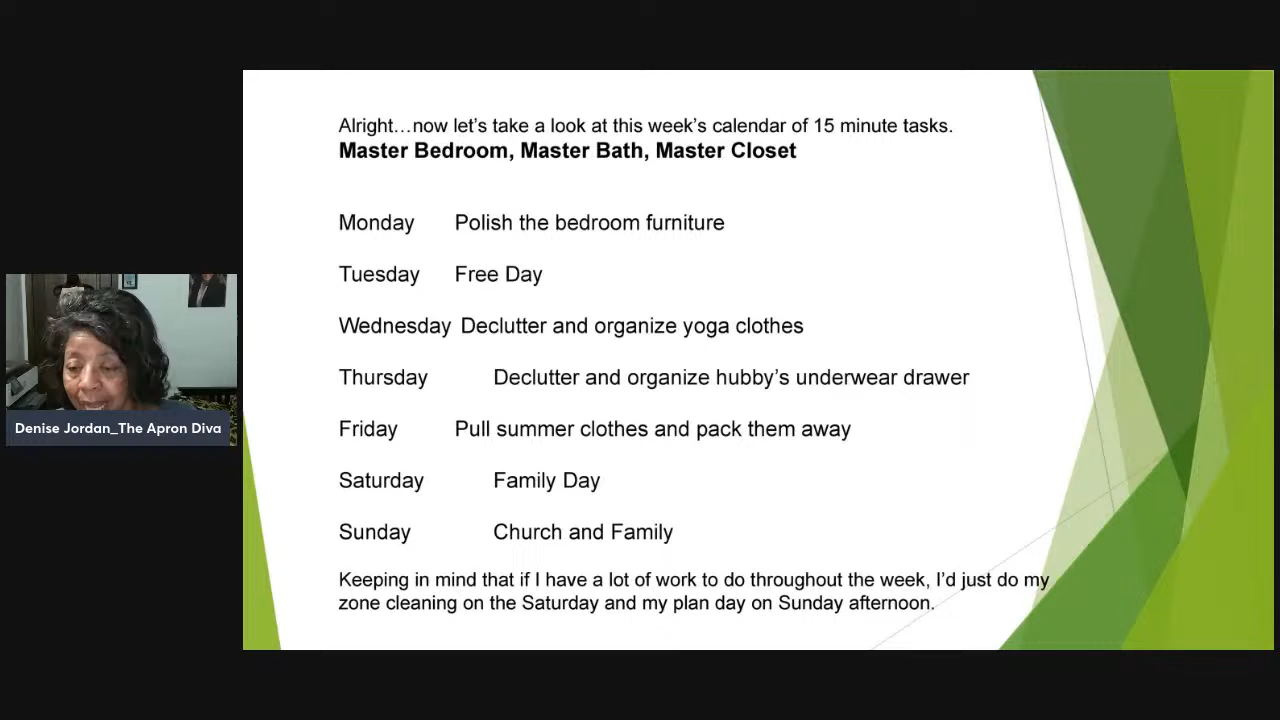 Alright…now let’s take a look at this week’s calendar of 15 minute tasks.
Master Bedroom, Master Bath, Master Closet
Monday Polish the bedroom furniture
Tuesday Free Day
Wednesday Declutter and organize yoga clothes
Thursday Declutter and organize hubby’s underwear drawer
Friday Pull summer clothes and pack them away
Saturday Family Day
Sunday Church and Family
Keeping in mind that if I have a lot of work to do throughout the week, I’d just do my
zone cleaning on the Saturday and my plan day on Sunday afternoon.
Denise Jordan_The Apron Diva